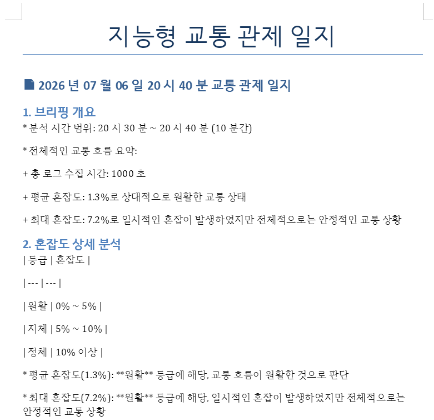 지능형 교통 관제 일지
2026 년 07 월 06 일 20 시 40 분 교통 관제 일지
1. 브리핑 개요
* 분석 시간 범위: 20 시 30 분 ~ 20 시 40 분 (10 분간)
* 전체적인 교통 흐름 요약:
+ 총 로그 수집 시간: 1000 초
+ 평균 혼잡도: 1.3%로 상대적으로 원활한 교통 상태
+ 최대 혼잡도: 7.2%로 일시적인 혼잡이 발생하였지만 전체적으로는 안정적인 교통 상황
2. 혼잡도 상세 분석
| 등급 | 혼잡도 |
| --- | --- |
| 원활 | 0% ~ 5% |
| 지체 | 5% ~ 10% |
| 정체 | 10% 이상 |
* 평균 혼잡도(1.3%): **원활** 등급에 해당, 교통 흐름이 원활한 것으로 판단
* 최대 혼잡도(7.2%): **원활** 등급에 해당, 일시적인 혼잡이 발생하였지만 전체적으로는
안정적인 교통 상황